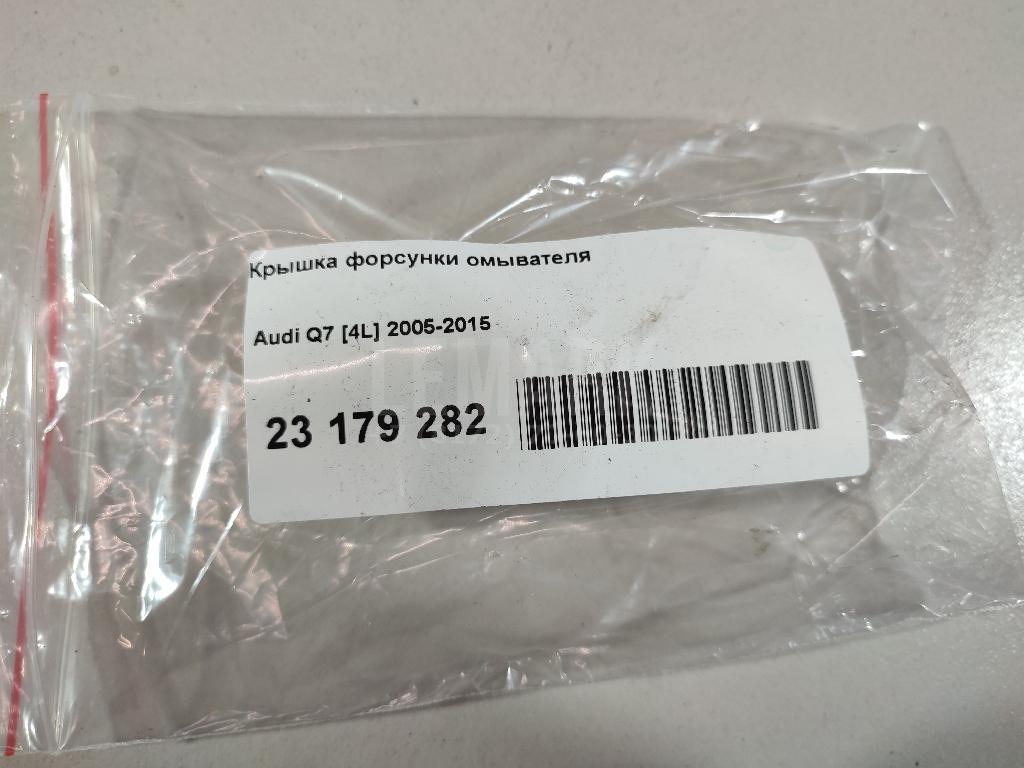 Крышка форсунки омывателя
Audi Q7 [4L] 2005-2015
23 179 282